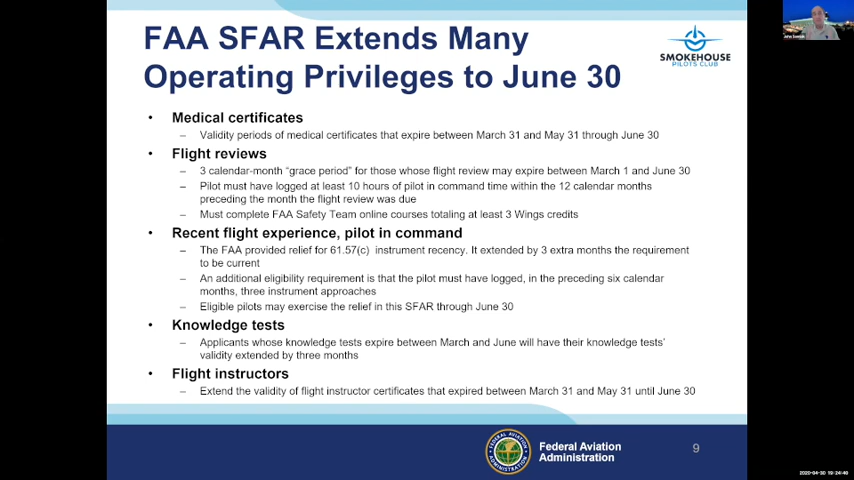 FAA SFAR Extends Many
Operating Privileges to June 30
SMOKEHOUSE
PILOTS CLUB
• Medical certificates
– Validity periods of medical certificates that expire between March 31 and May 31 through June 30
• Flight reviews
– 3 calendar-month “grace period” for those whose flight review may expire between March 1 and June 30
– Pilot must have logged at least 10 hours of pilot in command time within the 12 calendar months
preceding the month the flight review was due
– Must complete FAA Safety Team online courses totaling at least 3 Wings credits
• Recent flight experience, pilot in command
– The FAA provided relief for 61.57(c) instrument recency. It extended by 3 extra months the requirement
to be current
– An additional eligibility requirement is that the pilot must have logged, in the preceding six calendar
months, three instrument approaches
– Eligible pilots may exercise the relief in this SFAR through June 30
• Knowledge tests
– Applicants whose knowledge tests expire between March and June will have their knowledge tests’
validity extended by three months
• Flight instructors
– Extend the validity of flight instructor certificates that expired between March 31 and May 31 until June 30
Federal Aviation
Administration
9
2020-04-30 19:24:46